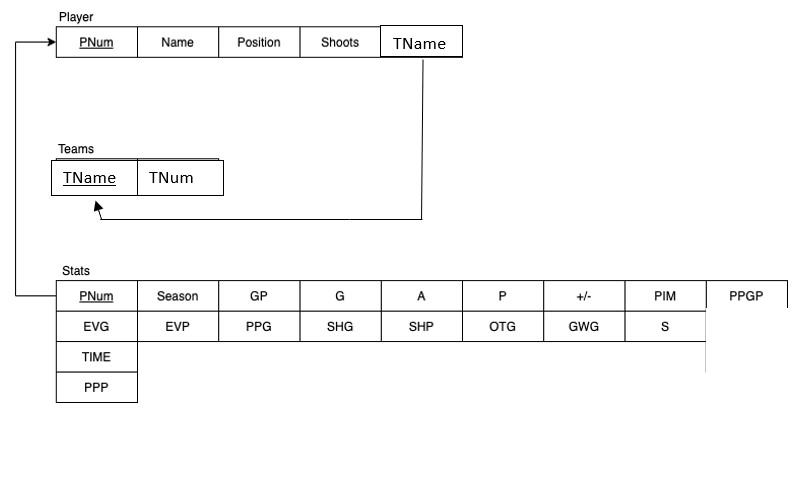 Player
PNum Name Position Shoots TName
Teams
TName TNum
Stats
PNum Season GP G A P +/- PIM PPGP
EVG EVP PPG SHG SHP OTG GWG S
TIME
PPP